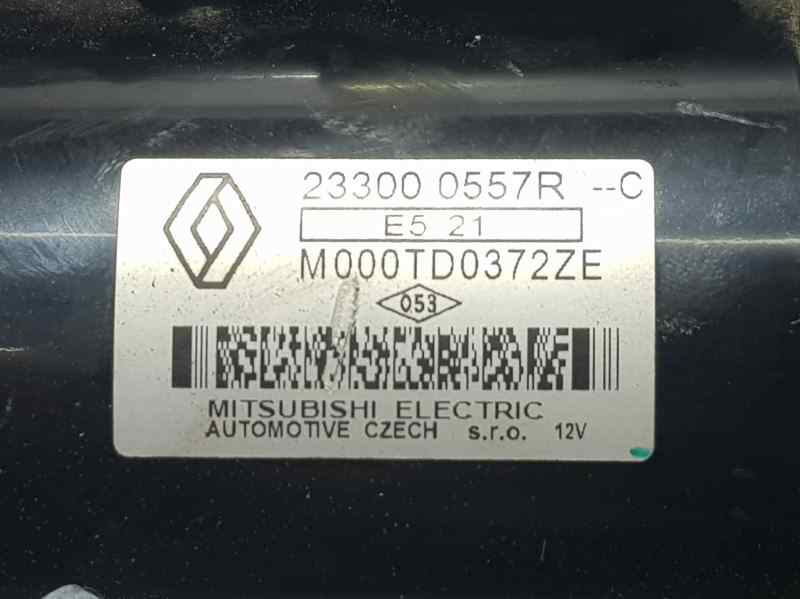 23300 0557R --C
E5 21
M000TD0372ZE
053
MITSUBISHI ELECTRIC
AUTOMOTIVE CZECH s.r.o. 12V